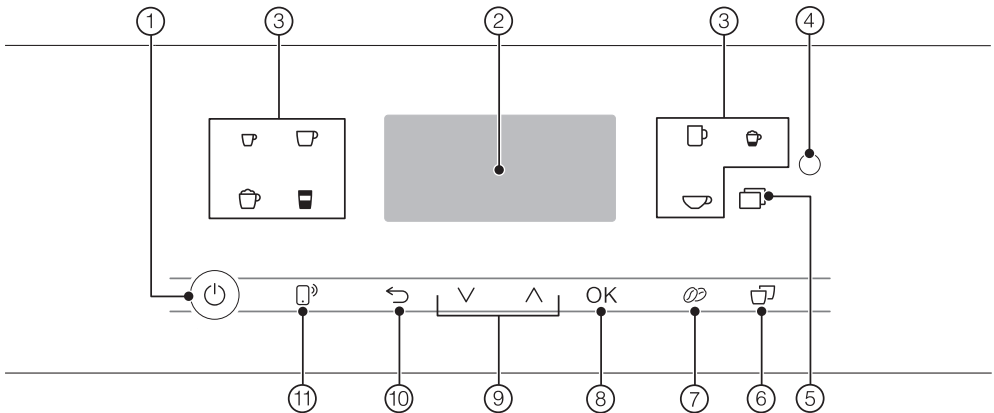 ① ③ ② ③ ④
OK
⑪ ⑩ ⑨ ⑧ ⑦ ⑥ ⑤